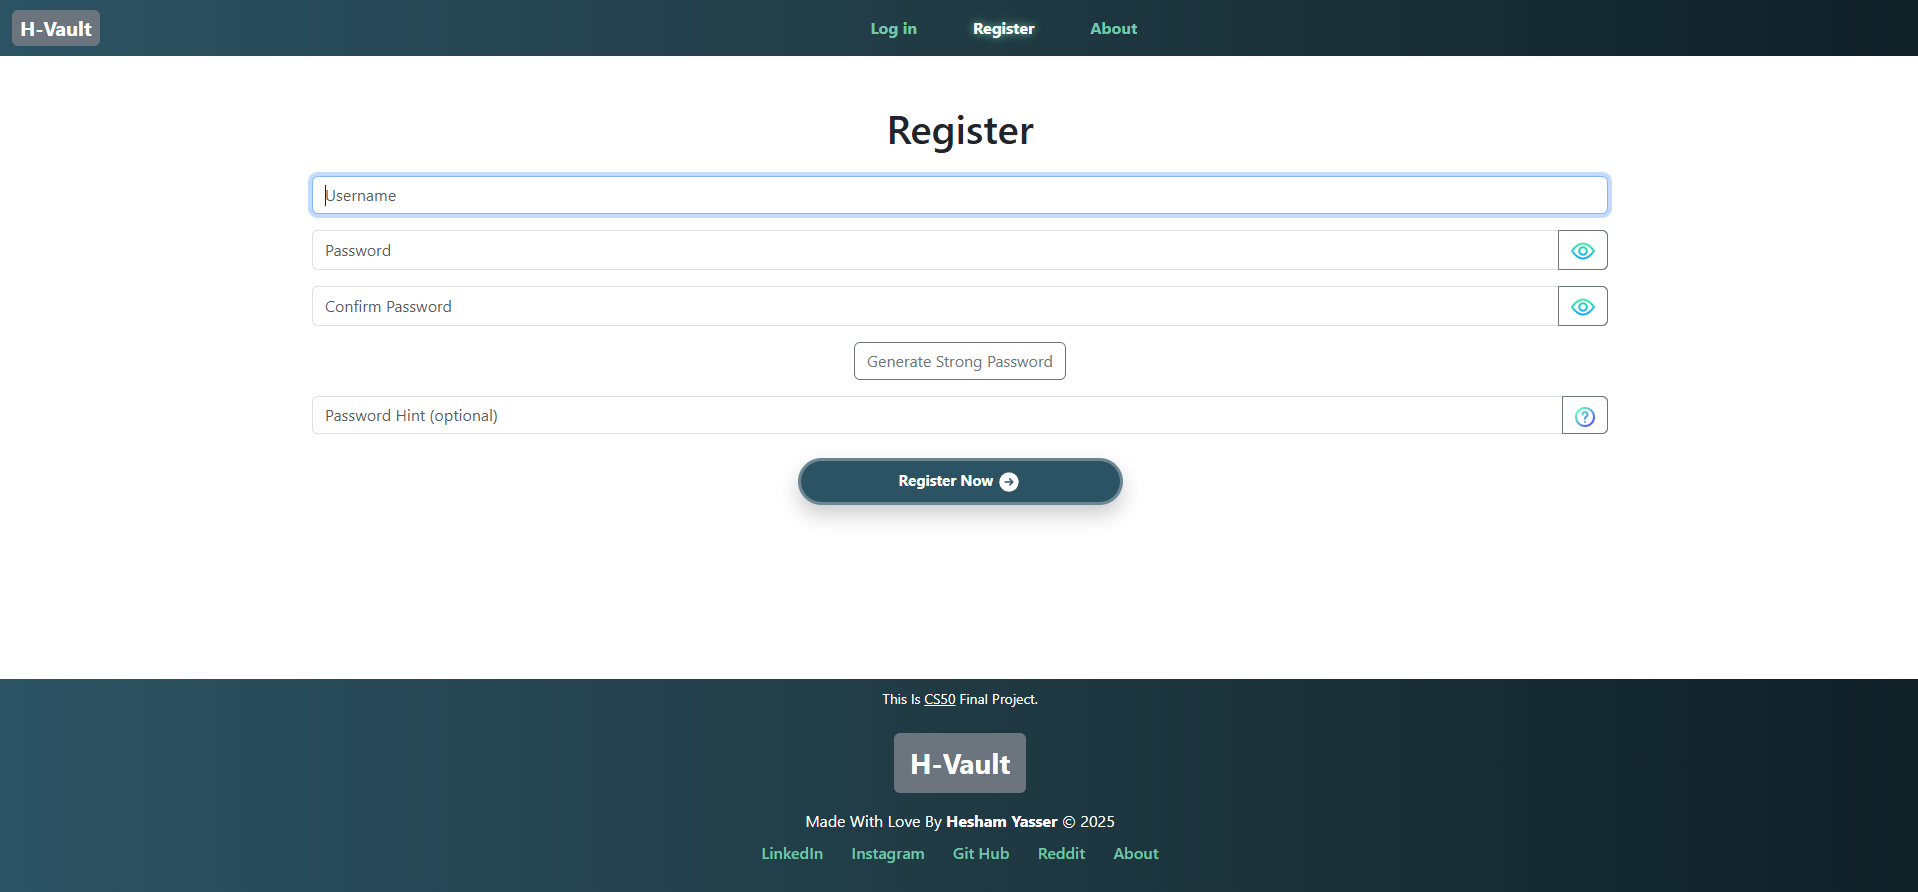 H-Vault Log in Register About
Register
Username
Password
Confirm Password
Generate Strong Password
Password Hint (optional)
Register Now
This Is CS50 Final Project.
H-Vault
Made With Love By Hesham Yasser © 2025
LinkedIn Instagram Git Hub Reddit About